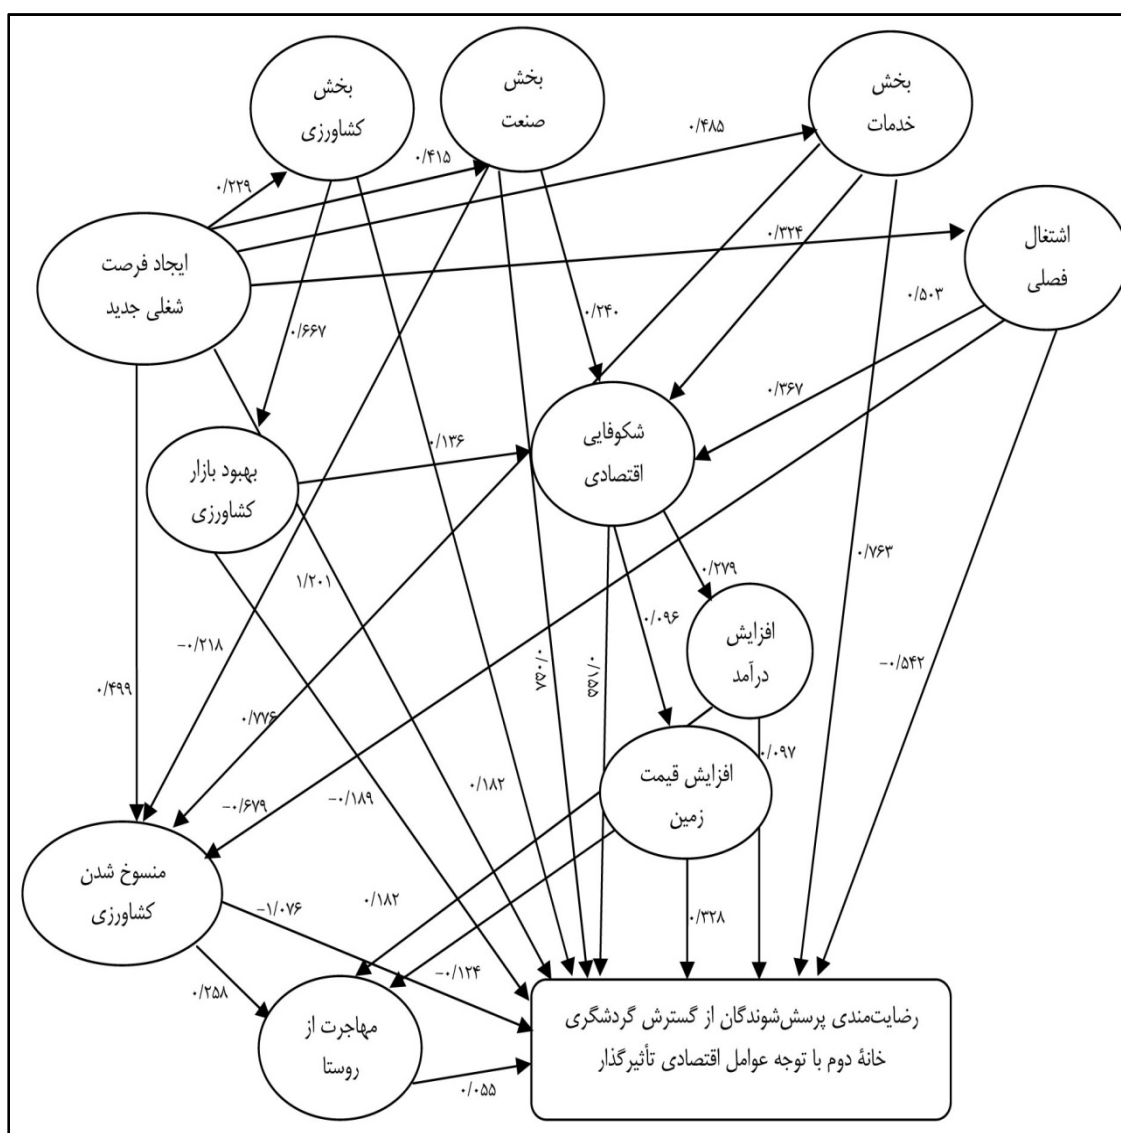 بخش
کشاورزی
بخش
صنعت
بخش
خدمات
۰/۴۸۵
۰/۴۱۵
۰/۲۲۹
ایجاد فرصت
شغلی جدید
۰/۳۲۴
اشتغال
فصلی
۰/۵۰۳
۰/۲۴۰
۰/۶۶۷
۰/۳۶۷
شکوفایی
اقتصادی
۰/۱۳۶
بهبود بازار
کشاورزی
۰/۷۶۳
۰/۲۷۹
۱/۲۰۱
افزایش
درآمد
۰/۰۹۶
−۰/۲۱۸
۰/۰۵۸
۰/۱۵۵
−۰/۵۴۲
۰/۴۹۹
۰/۷۷۶
۰/۰۹۷
افزایش قیمت
زمین
۰/۱۸۲
−۰/۱۸۹
−۰/۶۷۹
منسوخ شدن
کشاورزی
−۱/۰۷۶
۰/۱۸۲
۰/۳۲۸
−۰/۱۲۴
۰/۲۵۸
مهاجرت از
روستا
۰/۰۵۵
رضایت‌مندی پرسش‌شوندگان از گسترش گردشگری
خانهٔ دوم با توجه عوامل اقتصادی تأثیرگذار